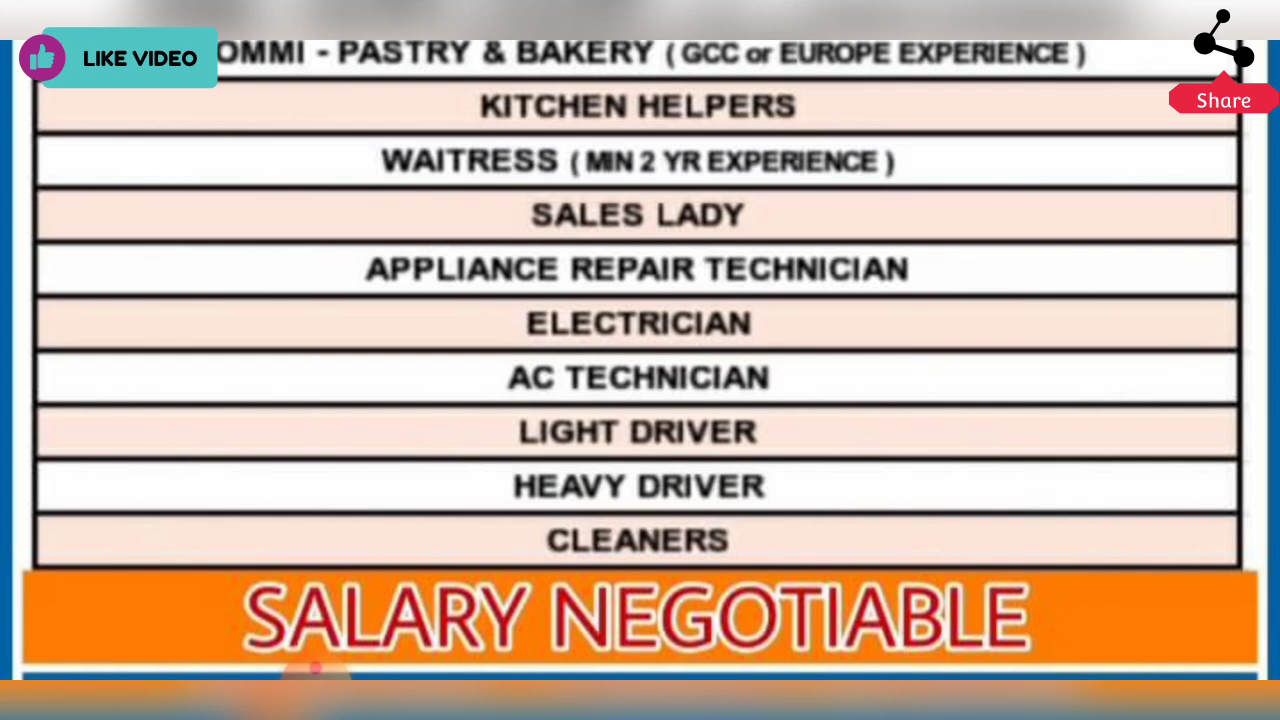 LIKE VIDEO
OMMI - PASTRY & BAKERY ( GCC or EUROPE EXPERIENCE )
Share
KITCHEN HELPERS
WAITRESS ( MIN 2 YR EXPERIENCE )
SALES LADY
APPLIANCE REPAIR TECHNICIAN
ELECTRICIAN
AC TECHNICIAN
LIGHT DRIVER
HEAVY DRIVER
CLEANERS
SALARY NEGOTIABLE